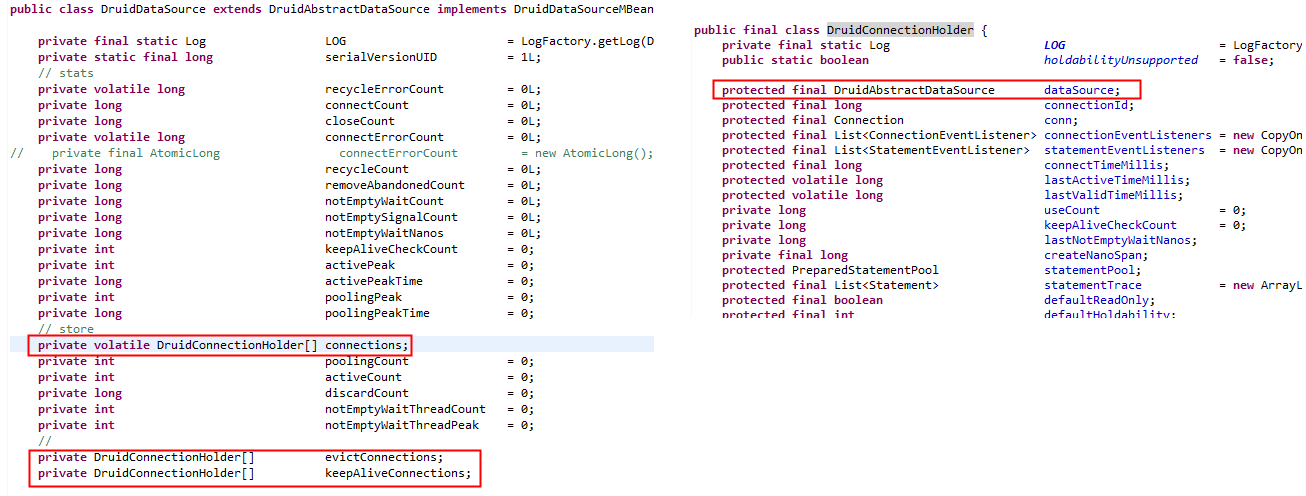 public class DruidDataSource extends DruidAbstractDataSource implements DruidDataSourceMBean
private final static Log LOG = LogFactory.getLog(D
private static final long serialVersionUID = 1L;
// stats
private volatile long recycleErrorCount = 0L;
private long connectCount = 0L;
private long closeCount = 0L;
private volatile long connectErrorCount = 0L;
// private final AtomicLong connectErrorCount = new AtomicLong();
private long recycleCount = 0L;
private long removeAbandonedCount = 0L;
private long notEmptyWaitCount = 0L;
private long notEmptySignalCount = 0L;
private long notEmptyWaitNanos = 0L;
private int keepAliveCheckCount = 0;
private int activePeak = 0;
private long activePeakTime = 0;
private int poolingPeak = 0;
private long poolingPeakTime = 0;
// store
private volatile DruidConnectionHolder[] connections;
private int poolingCount = 0;
private int activeCount = 0;
private long discardCount = 0;
private int notEmptyWaitThreadCount = 0;
private int notEmptyWaitThreadPeak = 0;
//
private DruidConnectionHolder[] evictConnections;
private DruidConnectionHolder[] keepAliveConnections;
public final class DruidConnectionHolder {
private final static Log LOG = LogFactory
public static boolean holdabilityUnsupported = false;
protected final DruidAbstractDataSource dataSource;
protected final long connectionId;
protected final Connection conn;
protected final List<ConnectionEventListener> connectionEventListeners = new CopyOn
protected final List<StatementEventListener> statementEventListeners = new CopyOn
protected final long connectTimeMillis;
protected volatile long lastActiveTimeMillis;
protected volatile long lastValidTimeMillis;
private long useCount = 0;
private long keepAliveCheckCount = 0;
private long lastNotEmptyWaitNanos;
private final long createNanoSpan;
protected PreparedStatementPool statementPool;
protected final List<Statement> statementTrace = new ArrayL
protected final boolean defaultReadOnly;
protected final int defaultHoldability;